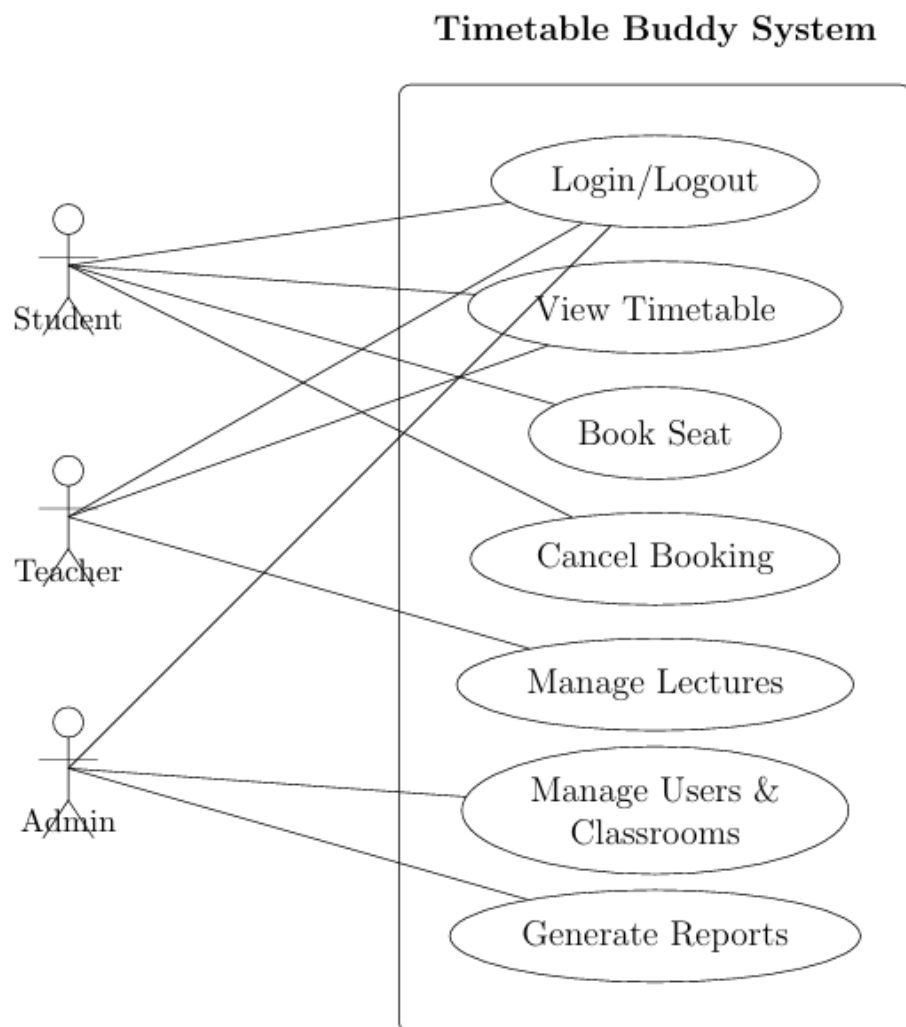 Timetable Buddy System
Login/Logout
Student
View Timetable
Book Seat
Teacher
Cancel Booking
Manage Lectures
Admin
Manage Users &
Classrooms
Generate Reports